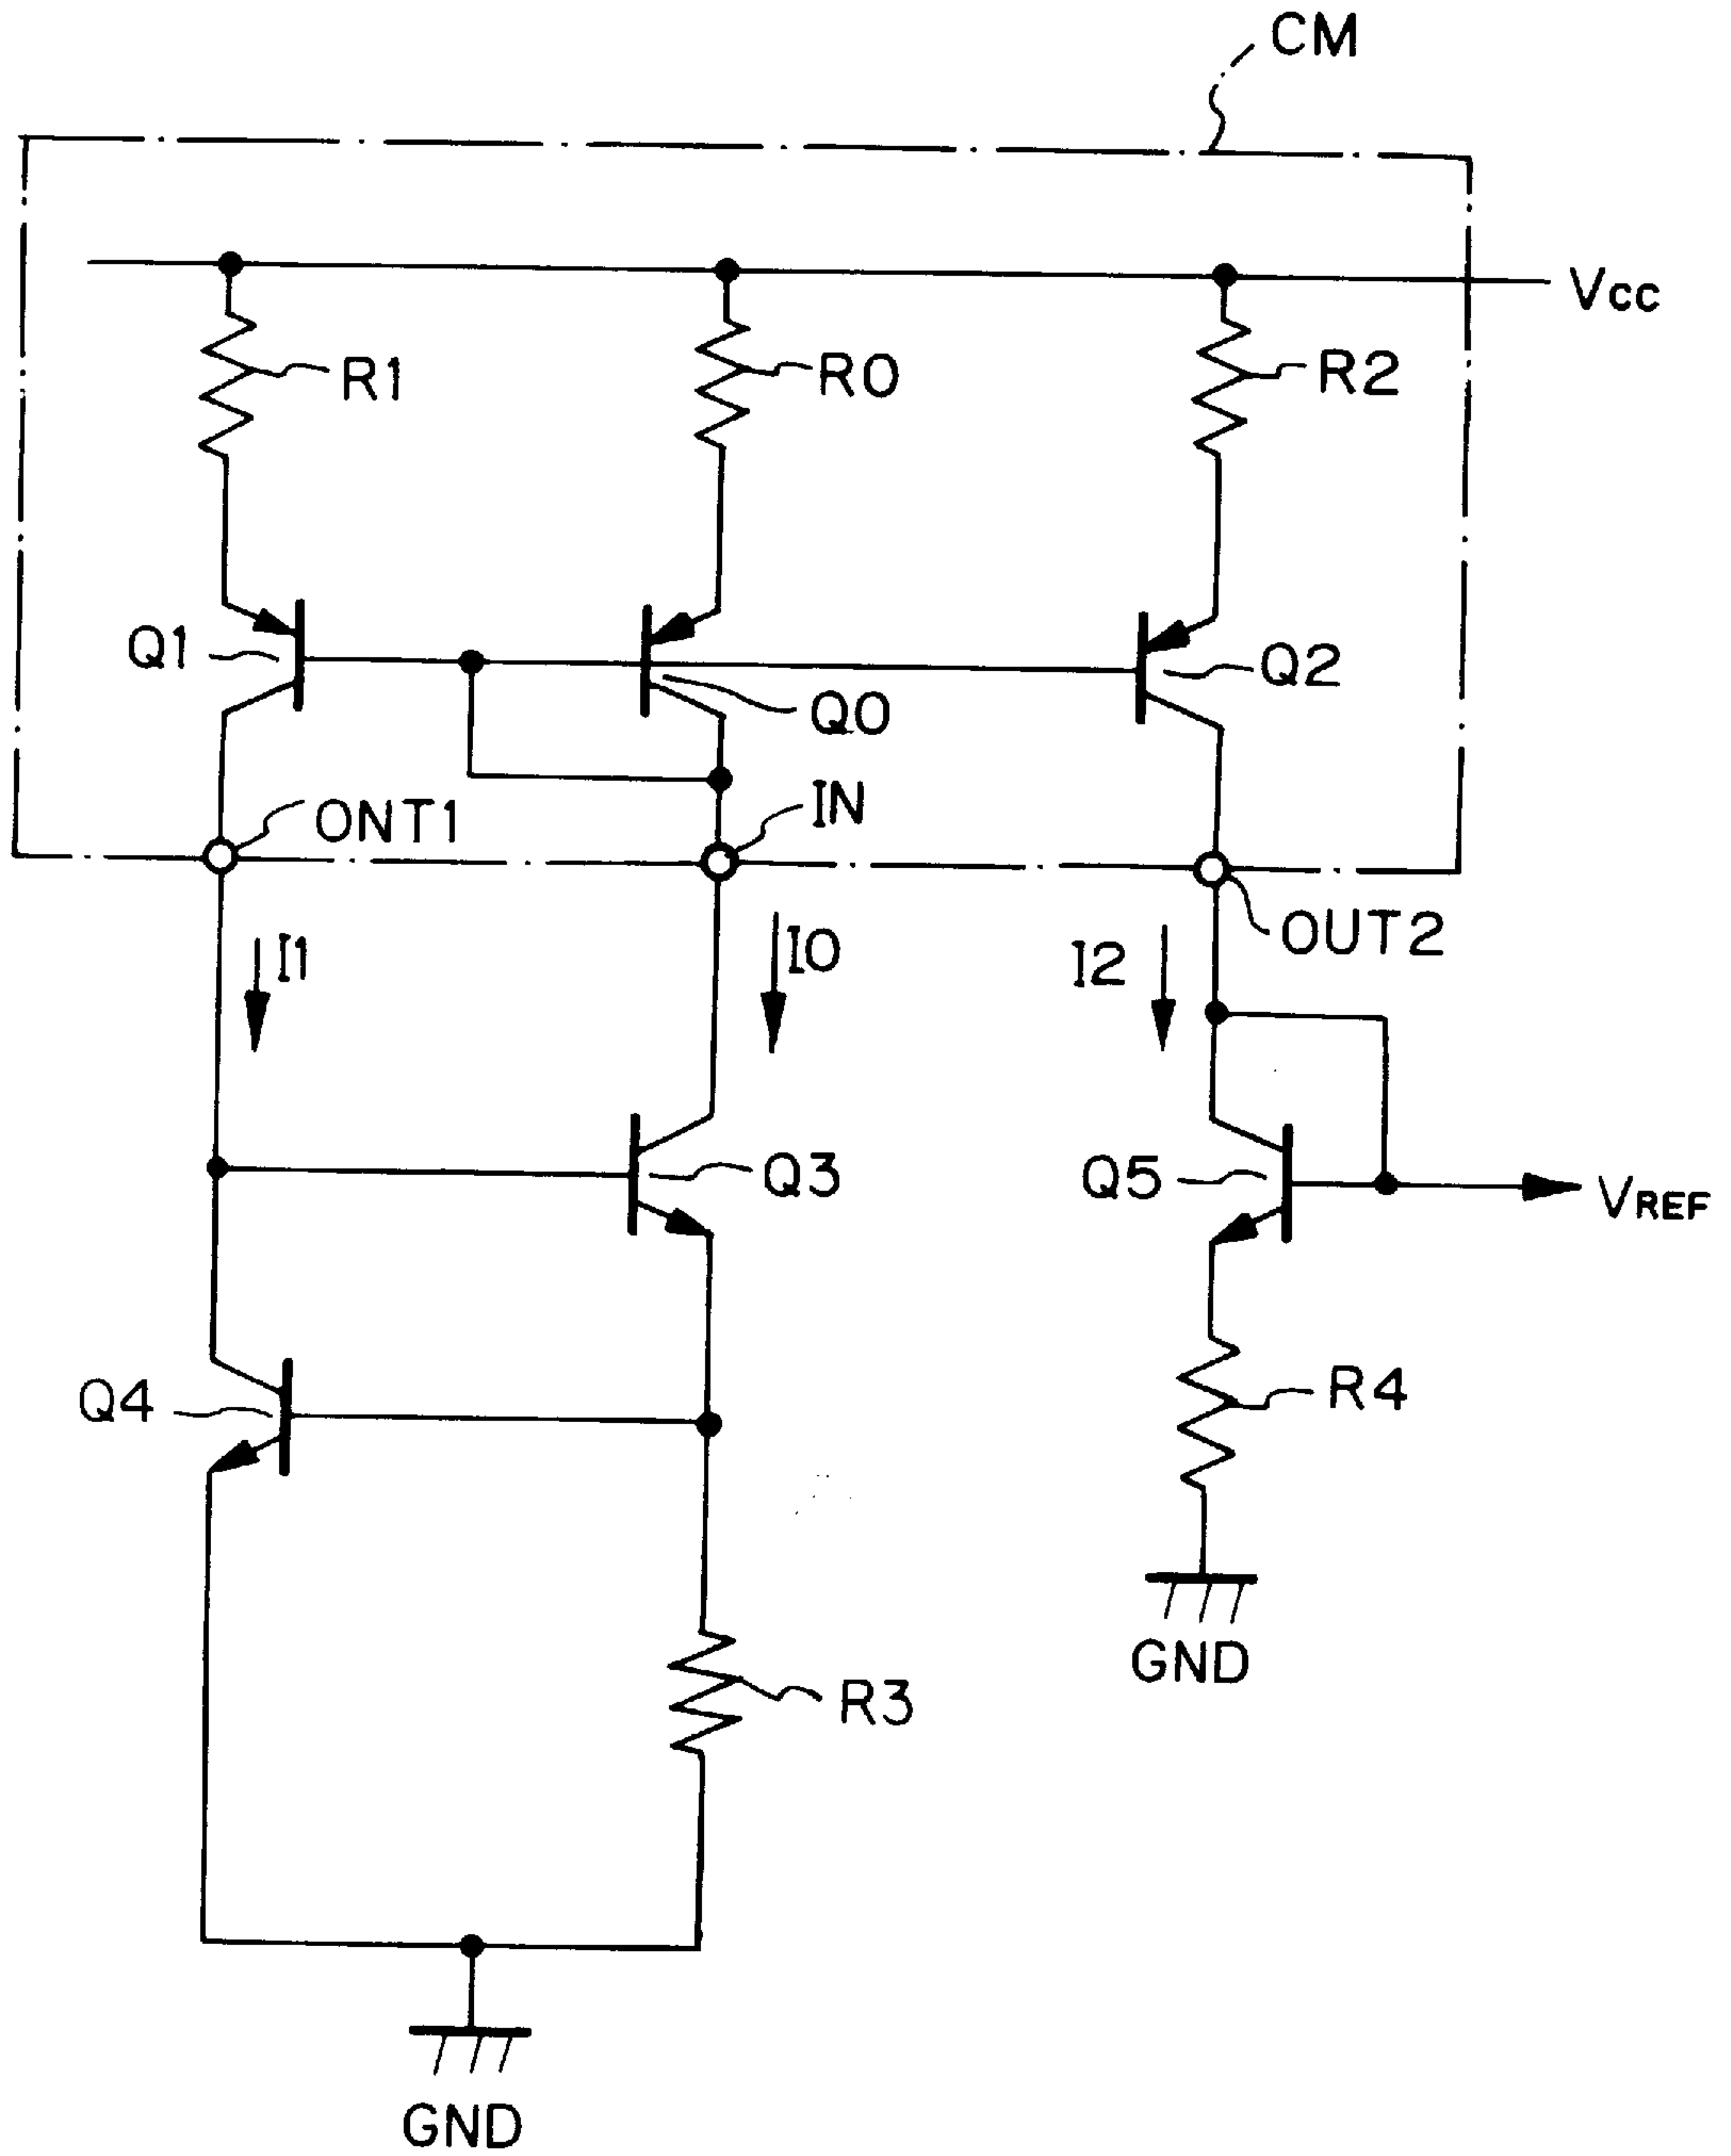 CM
Vcc
R1
R0
R2
Q1
Q0
Q2
ONT1
IN
OUT2
I1
I0
I2
Q3
Q5
VREF
Q4
R4
R3
GND
GND